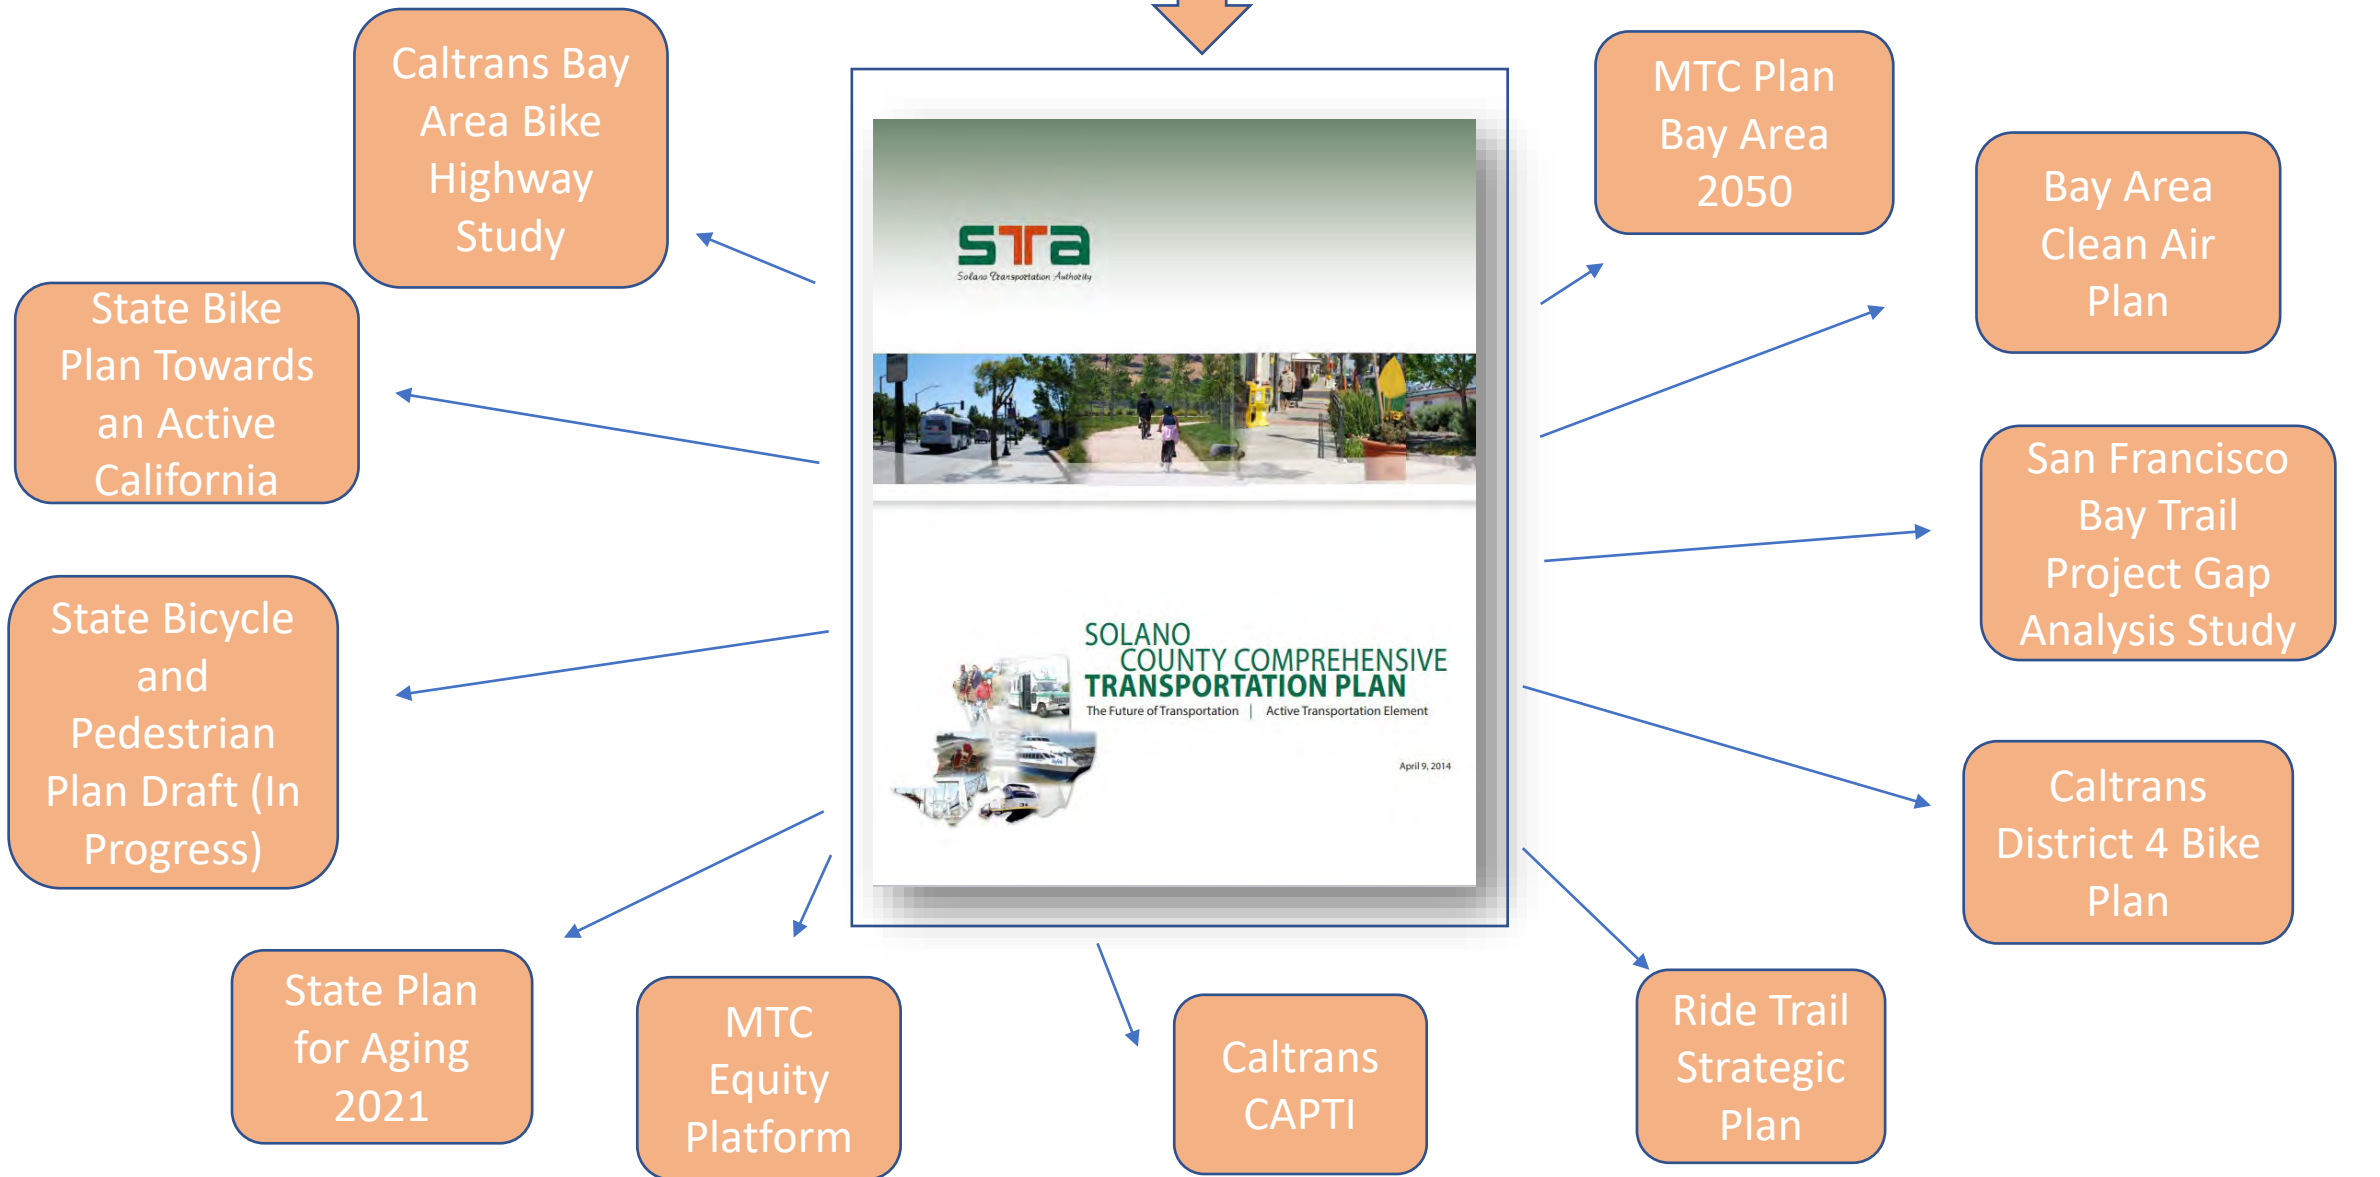 Caltrans Bay
Area Bike
Highway
Study
MTC Plan
Bay Area
2050
Bay Area
Clean Air
Plan
State Bike
Plan Towards
an Active
California
STA
Solano Transportation Authority
San Francisco
Bay Trail
Project Gap
Analysis Study
State Bicycle
and
Pedestrian
Plan Draft (In
Progress)
SOLANO
COUNTY COMPREHENSIVE
TRANSPORTATION PLAN
The Future of Transportation | Active Transportation Element
April 9, 2014
Caltrans
District 4 Bike
Plan
State Plan
for Aging
2021
MTC
Equity
Platform
Caltrans
CAPTI
Ride Trail
Strategic
Plan